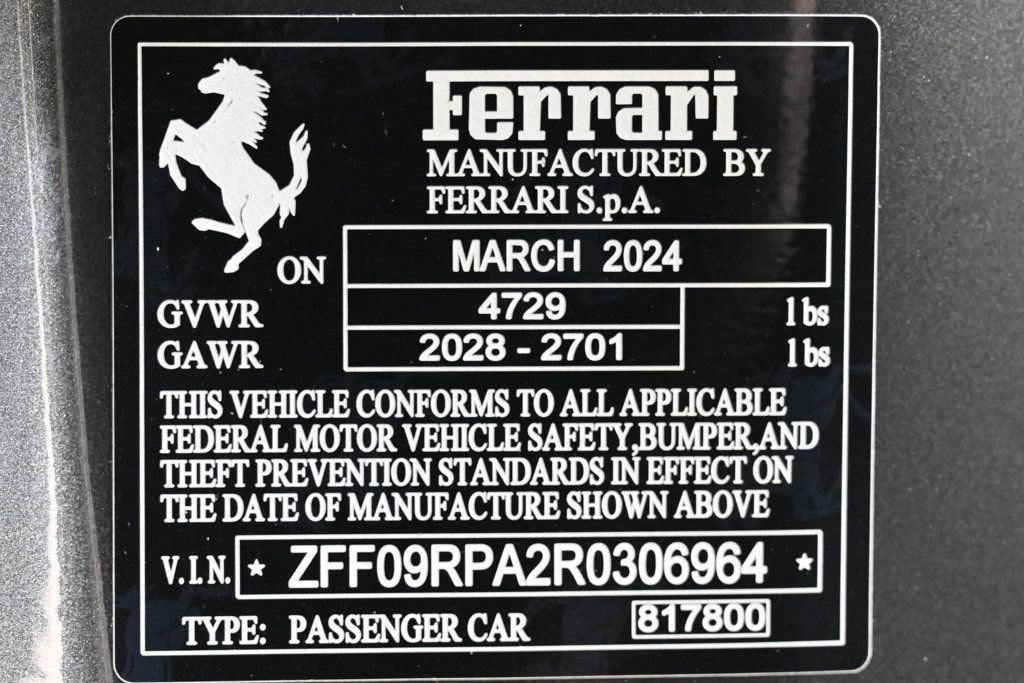 Ferrari
MANUFACTURED BY
FERRARI S.p.A.
ON MARCH 2024
GVWR 4729 lbs
GAWR 2028 - 2701 lbs
THIS VEHICLE CONFORMS TO ALL APPLICABLE
FEDERAL MOTOR VEHICLE SAFETY,BUMPER,AND
THEFT PREVENTION STANDARDS IN EFFECT ON
THE DATE OF MANUFACTURE SHOWN ABOVE
V.I.N. * ZFF09RPA2R0306964 *
TYPE: PASSENGER CAR 817800